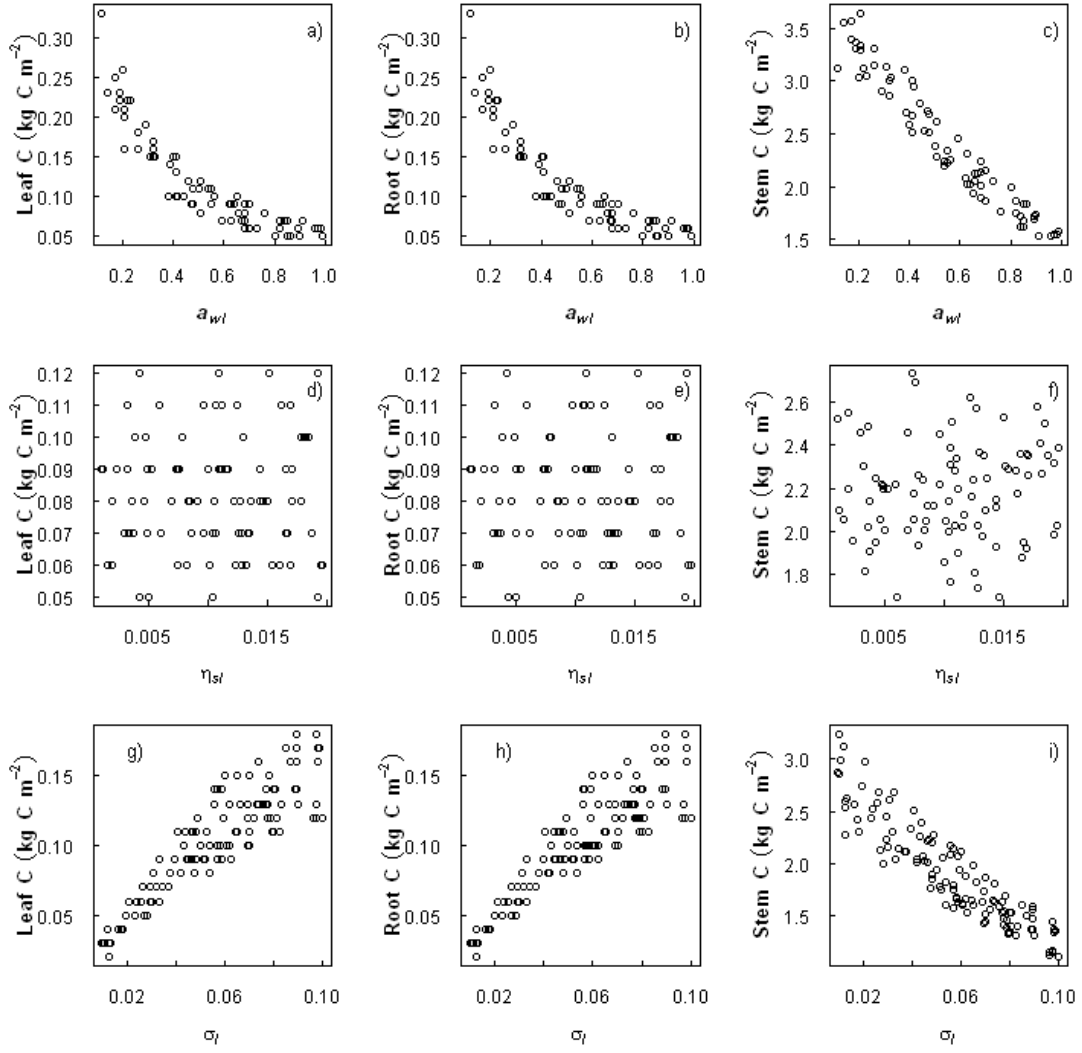 a)
Leaf C (kg C m⁻²)
0.30
0.25
0.20
0.15
0.10
0.05
0.2 0.4 0.6 0.8 1.0
a_wl
b)
Root C (kg C m⁻²)
0.30
0.25
0.20
0.15
0.10
0.05
0.2 0.4 0.6 0.8 1.0
a_wl
c)
Stem C (kg C m⁻²)
3.5
3.0
2.5
2.0
1.5
0.2 0.4 0.6 0.8 1.0
a_wl
d)
Leaf C (kg C m⁻²)
0.12
0.11
0.10
0.09
0.08
0.07
0.06
0.05
0.005 0.015
η_sl
e)
Root C (kg C m⁻²)
0.12
0.11
0.10
0.09
0.08
0.07
0.06
0.05
0.005 0.015
η_sl
f)
Stem C (kg C m⁻²)
2.6
2.4
2.2
2.0
1.8
0.005 0.015
η_sl
g)
Leaf C (kg C m⁻²)
0.15
0.10
0.05
0.02 0.06 0.10
σ_l
h)
Root C (kg C m⁻²)
0.15
0.10
0.05
0.02 0.06 0.10
σ_l
i)
Stem C (kg C m⁻²)
3.0
2.5
2.0
1.5
0.02 0.06 0.10
σ_l